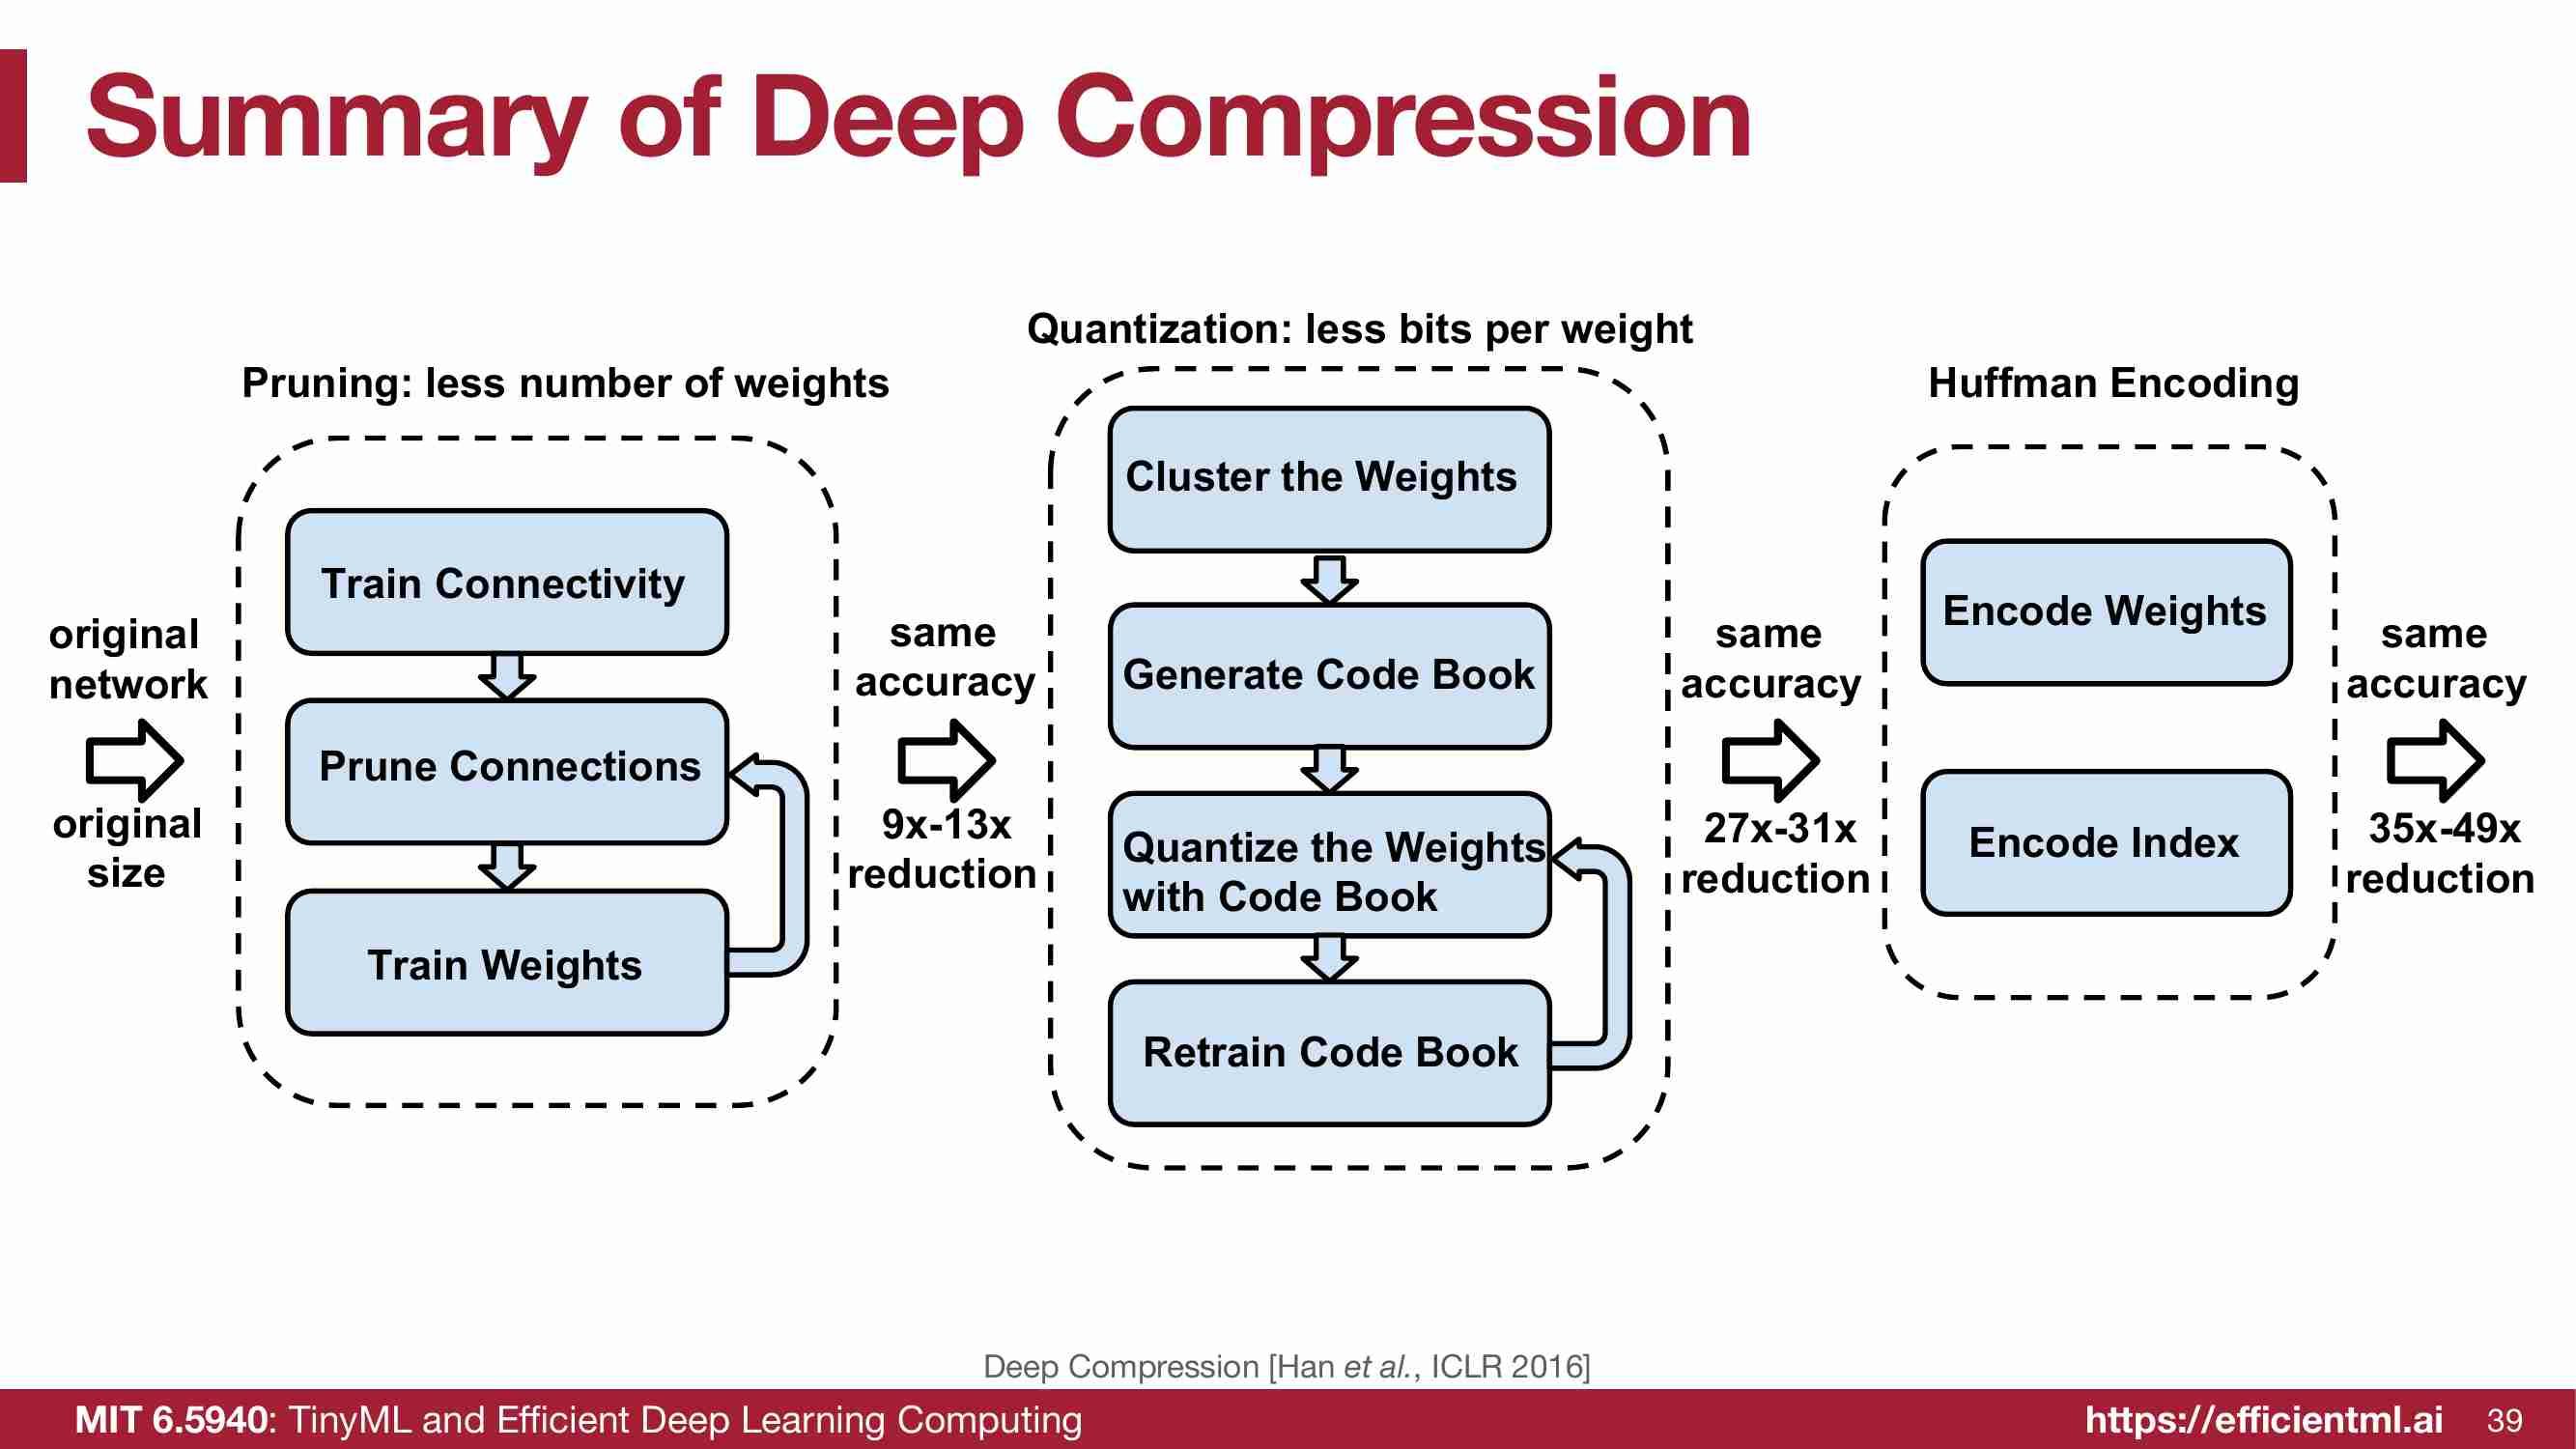 Summary of Deep Compression
Pruning: less number of weights
Quantization: less bits per weight
Huffman Encoding
original
network
original
size
Train Connectivity
Prune Connections
Train Weights
same
accuracy
9x-13x
reduction
Cluster the Weights
Generate Code Book
Quantize the Weights
with Code Book
Retrain Code Book
same
accuracy
27x-31x
reduction
Encode Weights
Encode Index
same
accuracy
35x-49x
reduction
Deep Compression [Han et al., ICLR 2016]
MIT 6.5940: TinyML and Efficient Deep Learning Computing
https://efficientml.ai
39